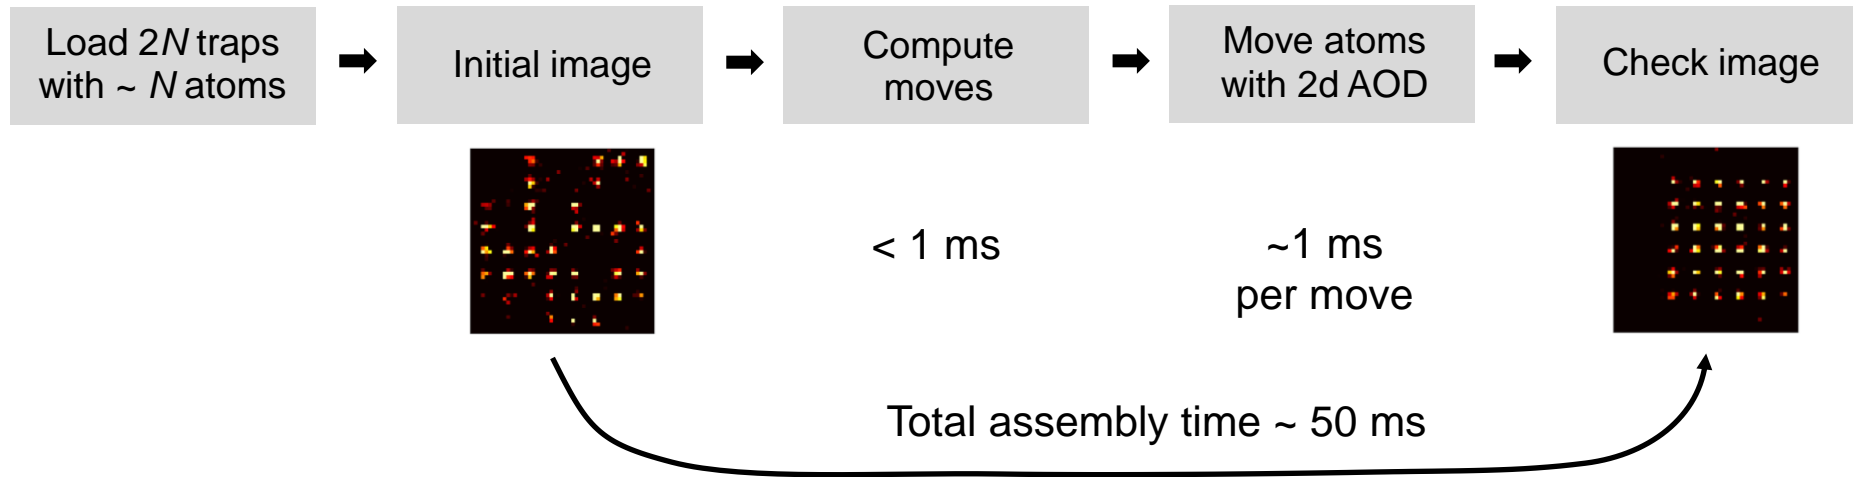 Load 2N traps
with ~ N atoms
Initial image
Compute
moves
Move atoms
with 2d AOD
Check image
< 1 ms
~1 ms
per move
Total assembly time ~ 50 ms